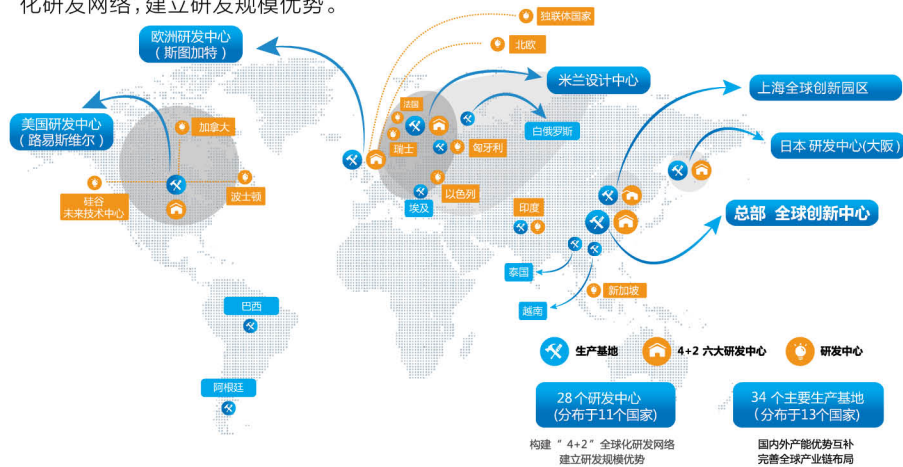 化研发网络,建立研发规模优势。
独联体国家
欧洲研发中心
（斯图加特）
北欧
米兰设计中心
上海全球创新园区
法国
美国研发中心
（路易斯维尔）
加拿大
白俄罗斯
瑞士
匈牙利
日本 研发中心(大阪)
硅谷
未来技术中心
波士顿
以色列
埃及
印度
总部 全球创新中心
泰国
新加坡
越南
巴西
阿根廷
生产基地
4+2 六大研发中心
研发中心
28个研发中心
(分布于11个国家)
34 个主要生产基地
（分布于13个国家）
构建“ 4+2”全球化研发网络
建立研发规模优势
国内外产能优势互补
完善全球产业链布局